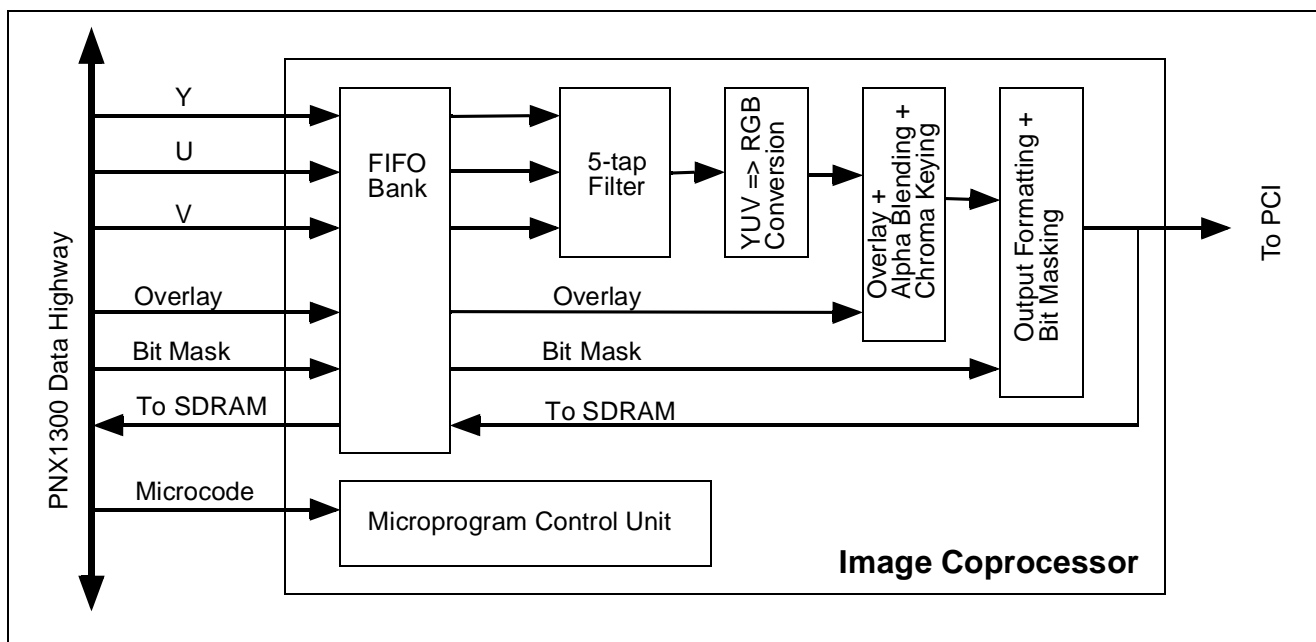 PNX1300 Data Highway
Y
U
V
Overlay
Bit Mask
To SDRAM
Microcode
FIFO
Bank
5-tap
Filter
YUV => RGB
Conversion
Overlay +
Alpha Blending +
Chroma Keying
Output Formatting +
Bit Masking
Overlay
Bit Mask
To SDRAM
To PCI
Microprogram Control Unit
Image Coprocessor